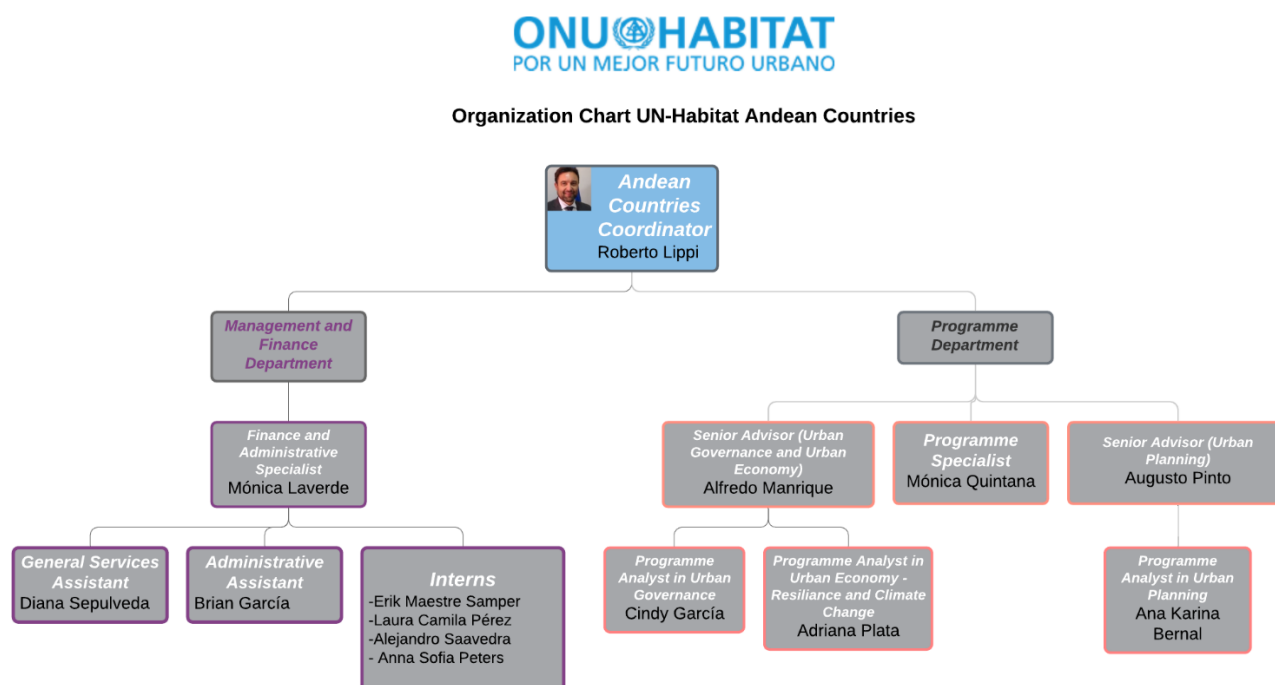 ONU HABITAT
POR UN MEJOR FUTURO URBANO
Organization Chart UN-Habitat Andean Countries
Andean
Countries
Coordinator
Roberto Lippi
Management and
Finance
Department
Programme
Department
Finance and
Administrative
Specialist
Mónica Laverde
Senior Advisor (Urban
Governance and Urban
Economy)
Alfredo Manrique
Programme
Specialist
Mónica Quintana
Senior Advisor (Urban
Planning)
Augusto Pinto
General Services
Assistant
Diana Sepulveda
Administrative
Assistant
Brian García
Interns
-Erik Maestre Samper
-Laura Camila Pérez
-Alejandro Saavedra
- Anna Sofia Peters
Programme
Analyst in Urban
Governance
Cindy García
Programme Analyst in
Urban Economy -
Resiliance and Climate
Change
Adriana Plata
Programme
Analyst in Urban
Planning
Ana Karina
Bernal